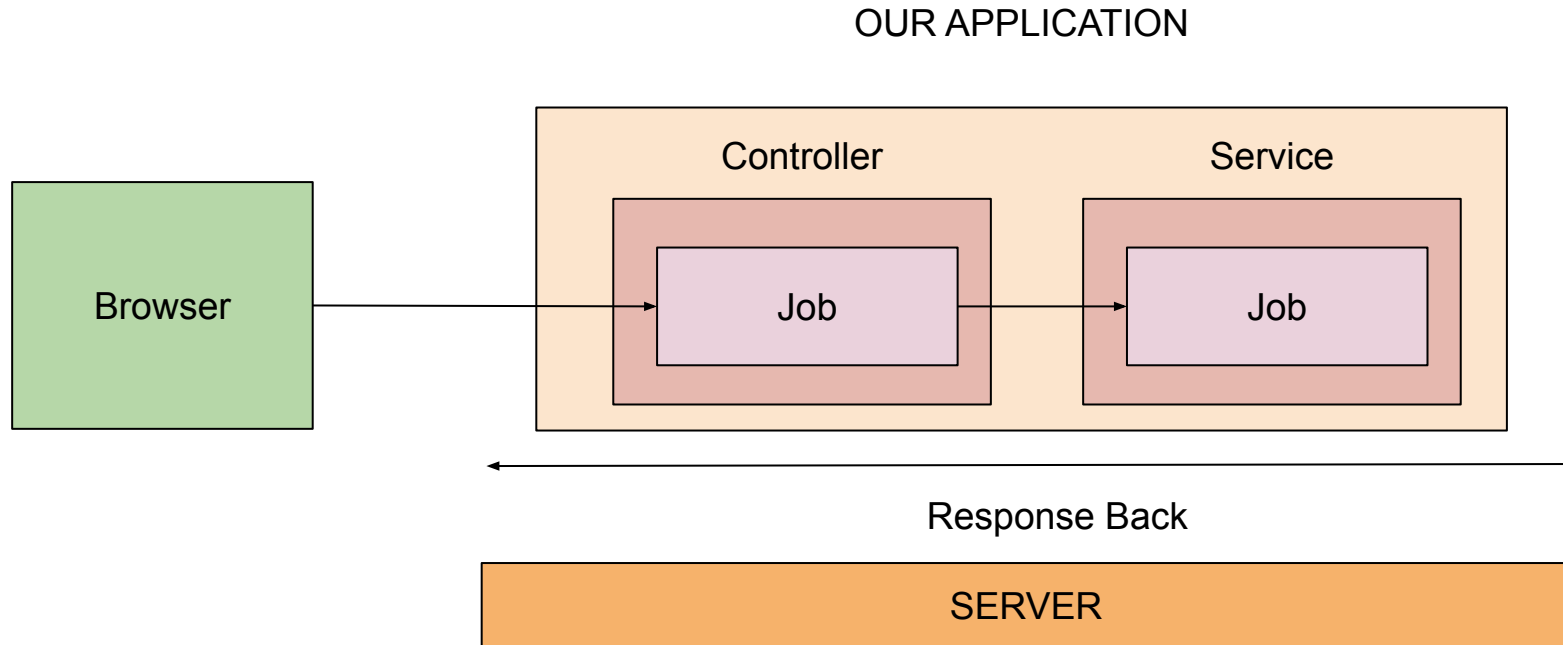 OUR APPLICATION
Controller
Service
Browser
Job
Job
Response Back
SERVER